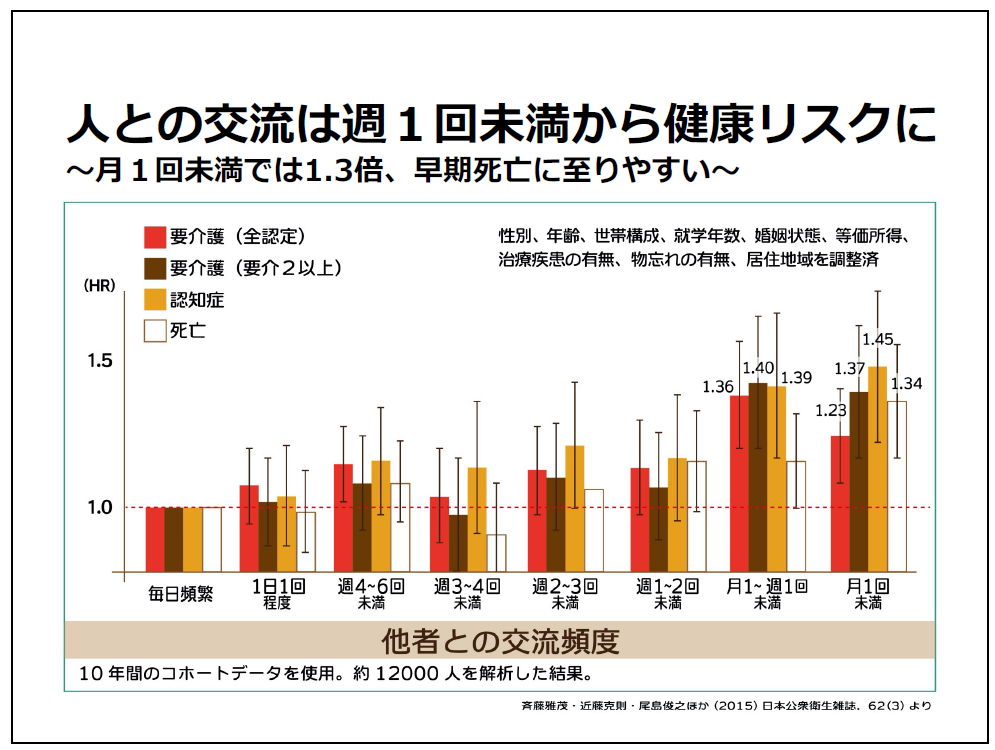 人との交流は週１回未満から健康リスクに
～月１回未満では1.3倍、早期死亡に至りやすい～
要介護（全認定）
要介護（要介２以上）
認知症
死亡
性別、年齢、世帯構成、就学年数、婚姻状態、等価所得、
治療疾患の有無、物忘れの有無、居住地域を調整済
(HR)
1.5
1.0
1.36
1.40
1.39
1.23
1.37
1.45
1.34
毎日頻繁
1日1回
程度
週4~6回
未満
週3~4回
未満
週2~3回
未満
週1~2回
未満
月1~週1回
未満
月1回
未満
他者との交流頻度
10年間のコホートデータを使用。約12000人を解析した結果。
斉藤雅茂・近藤克則・尾島俊之ほか (2015) 日本公衆衛生雑誌．62(3) より